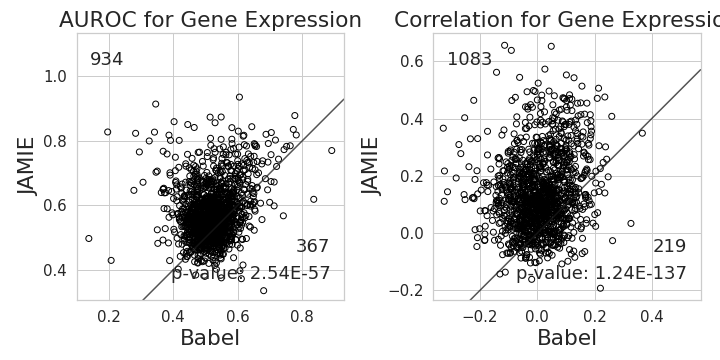 AUROC for Gene Expression
934
1.0
0.8
0.6
0.4
JAMIE
367
p-value: 2.54E-57
0.2 0.4 0.6 0.8
Babel
Correlation for Gene Expressio
1083
0.6
0.4
0.2
0.0
−0.2
JAMIE
219
p-value: 1.24E-137
−0.2 0.0 0.2 0.4
Babel